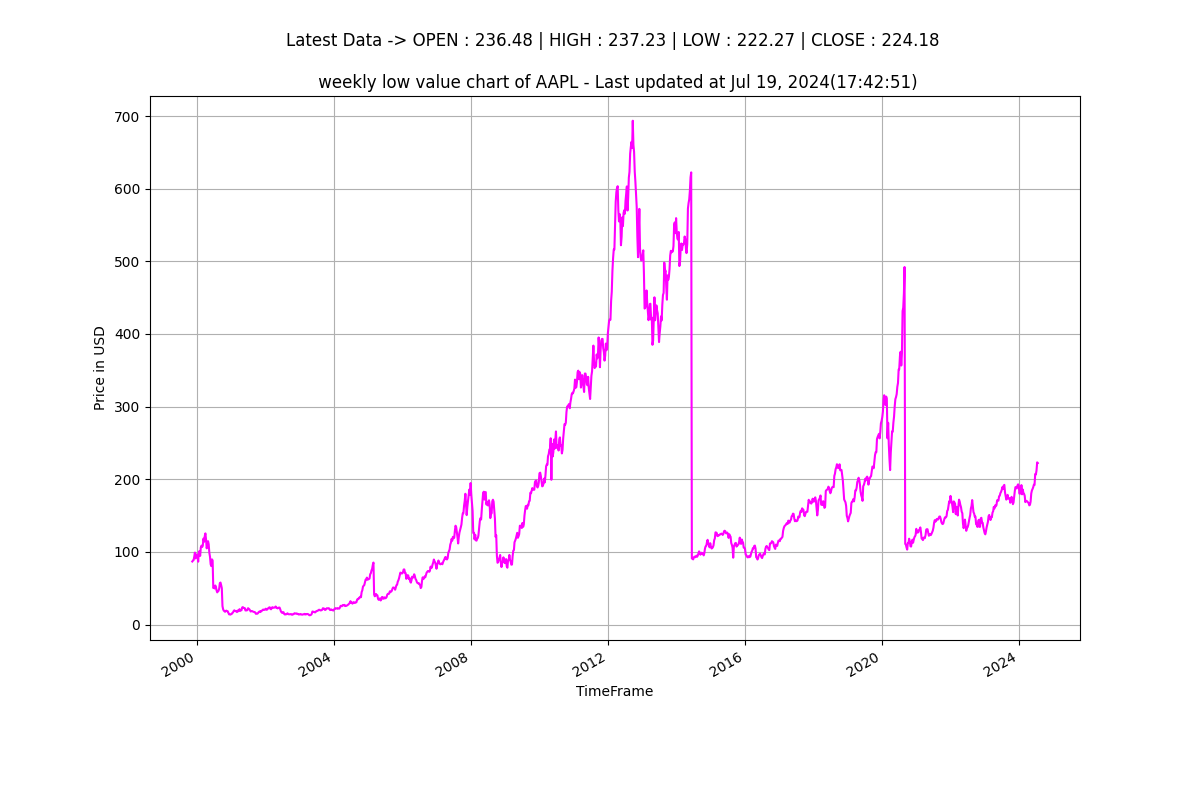 Latest Data -> OPEN : 236.48 | HIGH : 237.23 | LOW : 222.27 | CLOSE : 224.18
weekly low value chart of AAPL - Last updated at Jul 19, 2024(17:42:51)
700
600
500
400
300
200
100
0
Price in USD
2000 2004 2008 2012 2016 2020 2024
TimeFrame